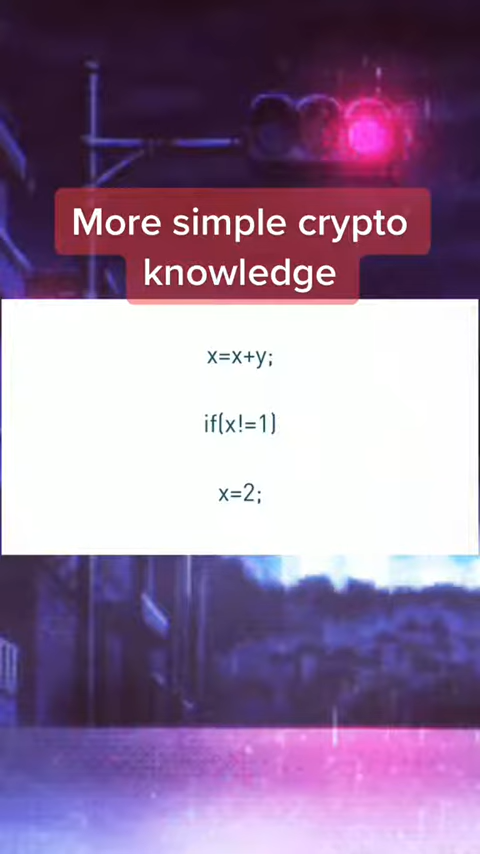 More simple crypto
knowledge
x=x+y;
if(x!=1)
x=2;